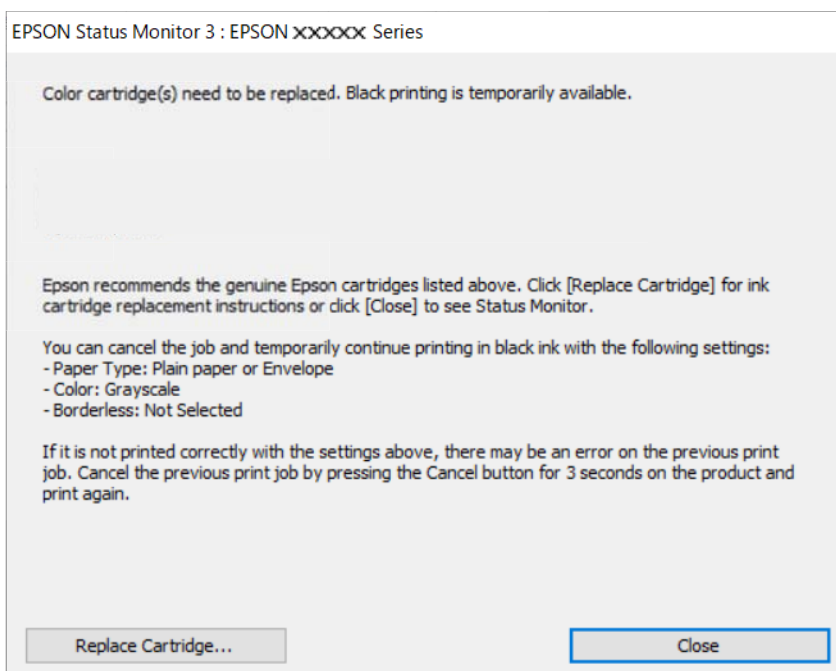 EPSON Status Monitor 3 : EPSON XXXXX Series
Color cartridge(s) need to be replaced. Black printing is temporarily available.
Epson recommends the genuine Epson cartridges listed above. Click [Replace Cartridge] for ink
cartridge replacement instructions or click [Close] to see Status Monitor.
You can cancel the job and temporarily continue printing in black ink with the following settings:
- Paper Type: Plain paper or Envelope
- Color: Grayscale
- Borderless: Not Selected
If it is not printed correctly with the settings above, there may be an error on the previous print
job. Cancel the previous print job by pressing the Cancel button for 3 seconds on the product and
print again.
Replace Cartridge... Close